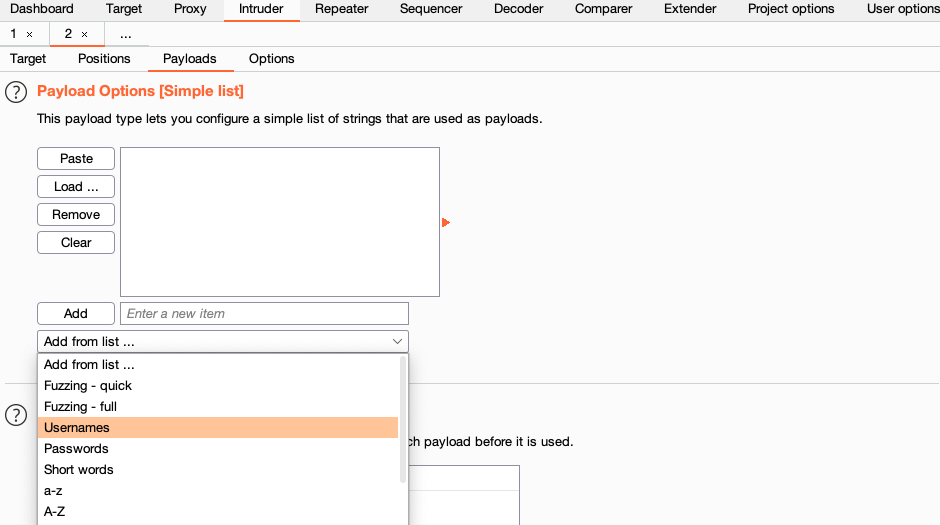 Dashboard Target Proxy Intruder Repeater Sequencer Decoder Comparer Extender Project options User options
1 × 2 × ...
Target Positions Payloads Options
? Payload Options [Simple list]
This payload type lets you configure a simple list of strings that are used as payloads.
Paste
Load ...
Remove
Clear
Add Enter a new item
Add from list ...
Add from list ...
Fuzzing - quick
Fuzzing - full
?
Usernames
ch payload before it is used.
Passwords
Short words
a-z
A-Z